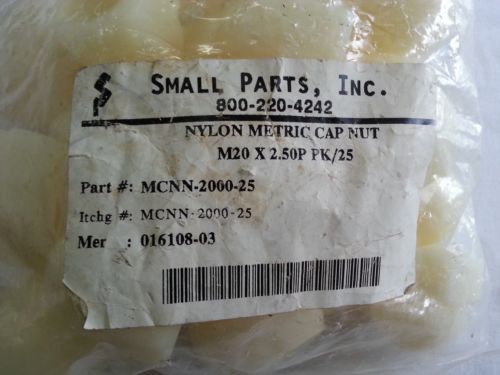 SMALL PARTS, INC.
800-220-4242
NYLON METRIC CAP NUT
M20 X 2.50P PK/25
Part #: MCNN-2000-25
Itchg #: MCNN-2000-25
Mer : 016108-03